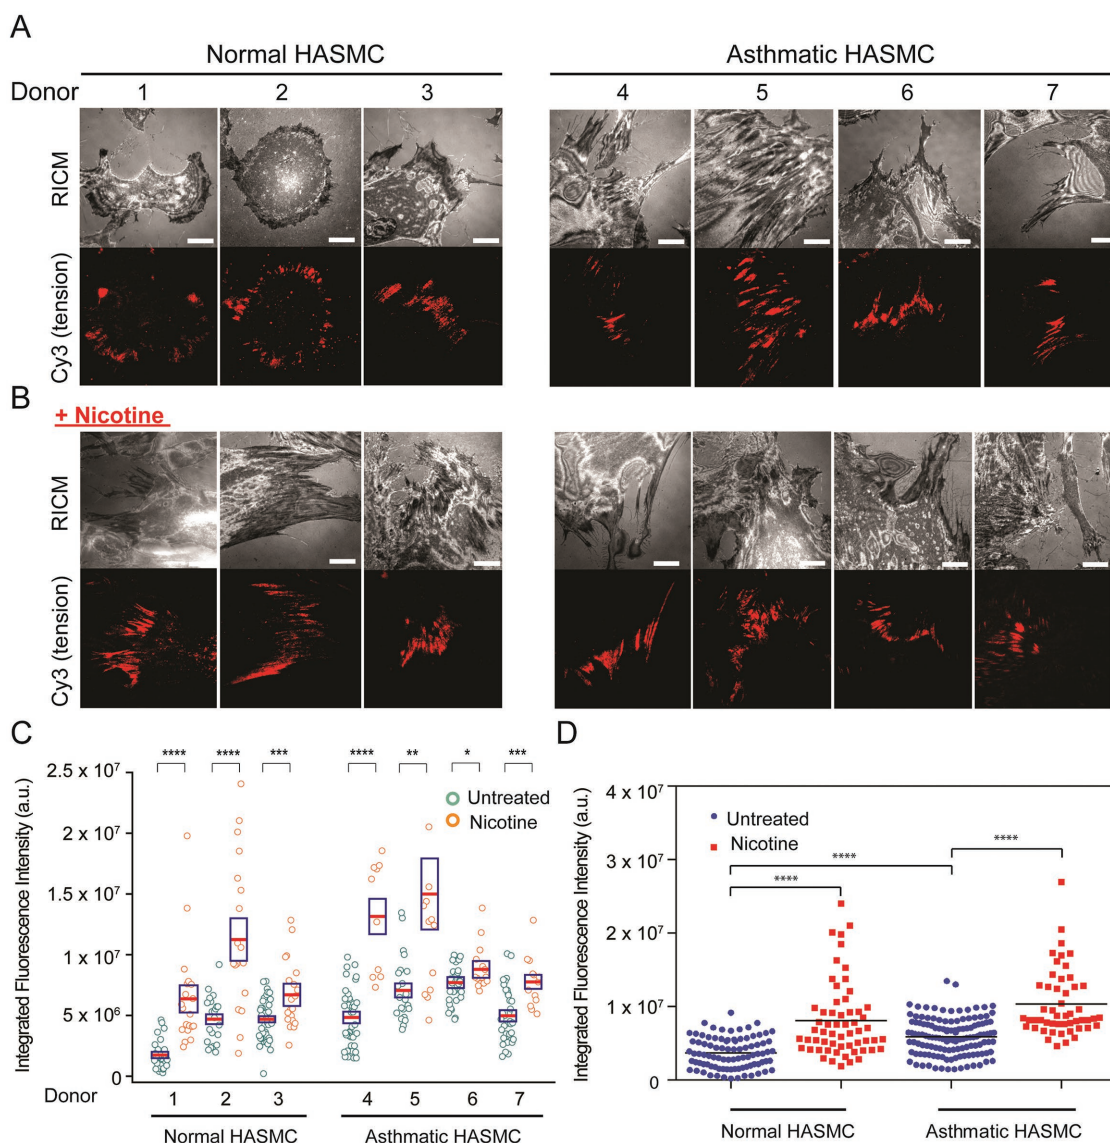 A
Normal HASMC
Asthmatic HASMC
Donor 1 2 3 4 5 6 7
RICM
Cy3 (tension)
B
+ Nicotine
RICM
Cy3 (tension)
C
**** **** *** **** ** * ***
Integrated Fluorescence Intensity (a.u.)
2.5 x 10⁷
2 x 10⁷
1.5 x 10⁷
1 x 10⁷
5 x 10⁶
0
Untreated
Nicotine
Donor 1 2 3 4 5 6 7
Normal HASMC
Asthmatic HASMC
D
Integrated Fluorescence Intensity (a.u.)
4 x 10⁷
3 x 10⁷
2 x 10⁷
1 x 10⁷
0
Untreated
Nicotine
****
****
****
Normal HASMC
Asthmatic HASMC